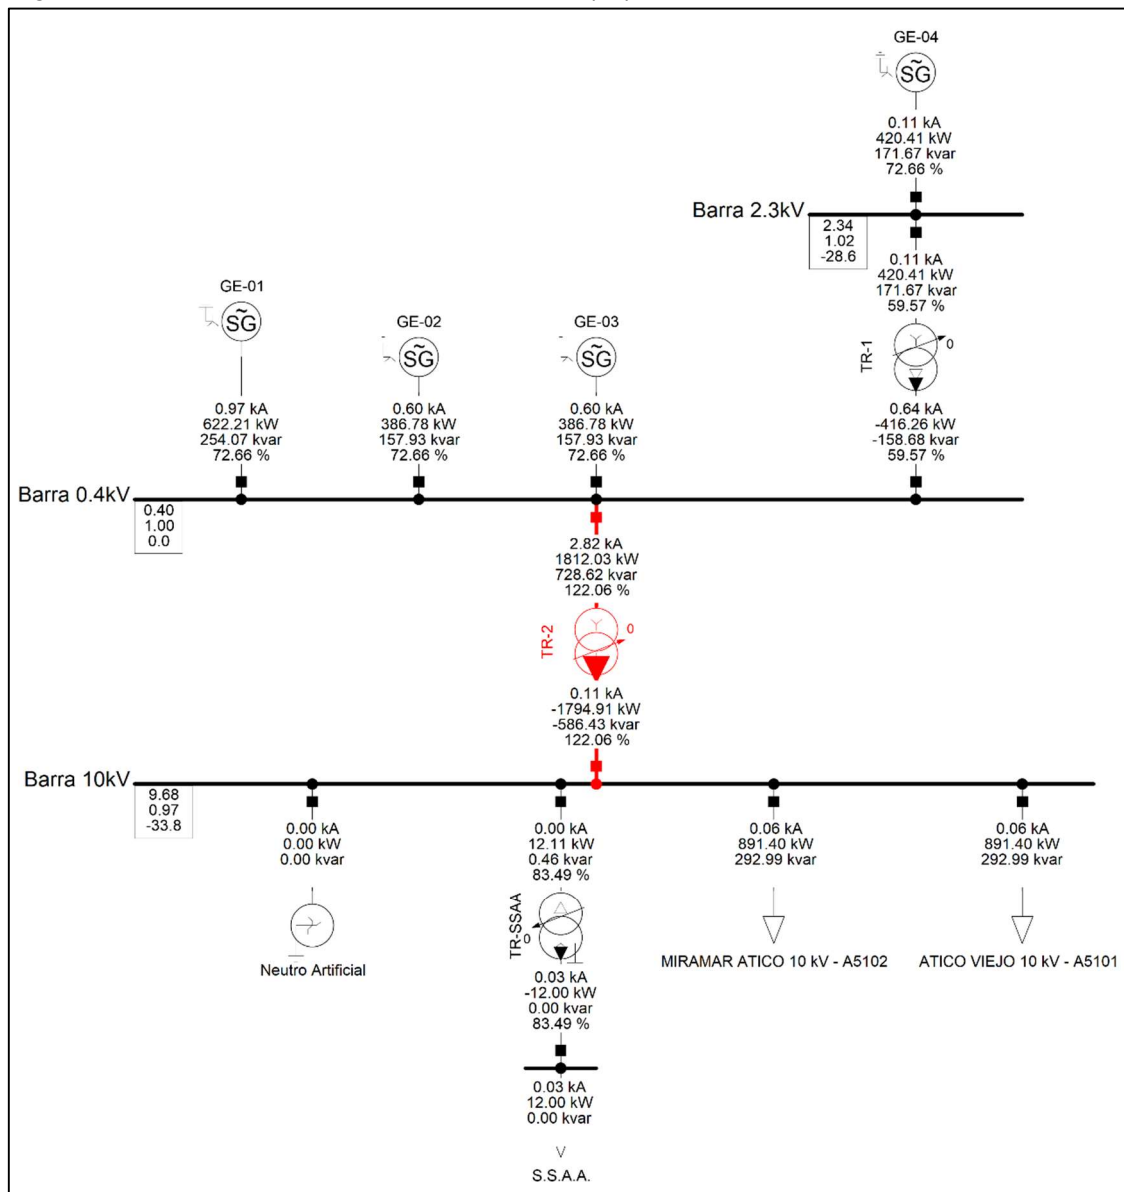 GE-04
SG
0.11 kA
420.41 kW
171.67 kvar
72.66 %
Barra 2.3kV
2.34
1.02
-28.6
0.11 kA
420.41 kW
171.67 kvar
59.57 %
TR-1
0
0.64 kA
-416.26 kW
-158.68 kvar
59.57 %
GE-01
SG
0.97 kA
622.21 kW
254.07 kvar
72.66 %
GE-02
SG
0.60 kA
386.78 kW
157.93 kvar
72.66 %
GE-03
SG
0.60 kA
386.78 kW
157.93 kvar
72.66 %
Barra 0.4kV
0.40
1.00
0.0
2.82 kA
1812.03 kW
728.62 kvar
122.06 %
TR-2
0
0.11 kA
-1794.91 kW
-586.43 kvar
122.06 %
Barra 10kV
9.68
0.97
-33.8
0.00 kA
0.00 kW
0.00 kvar
Neutro Artificial
0.00 kA
12.11 kW
0.46 kvar
83.49 %
TR-SSAA
0
0.03 kA
-12.00 kW
0.00 kvar
83.49 %
0.03 kA
12.00 kW
0.00 kvar
S.S.A.A.
0.06 kA
891.40 kW
292.99 kvar
MIRAMAR ATICO 10 kV - A5102
0.06 kA
891.40 kW
292.99 kvar
ATICO VIEJO 10 kV - A5101